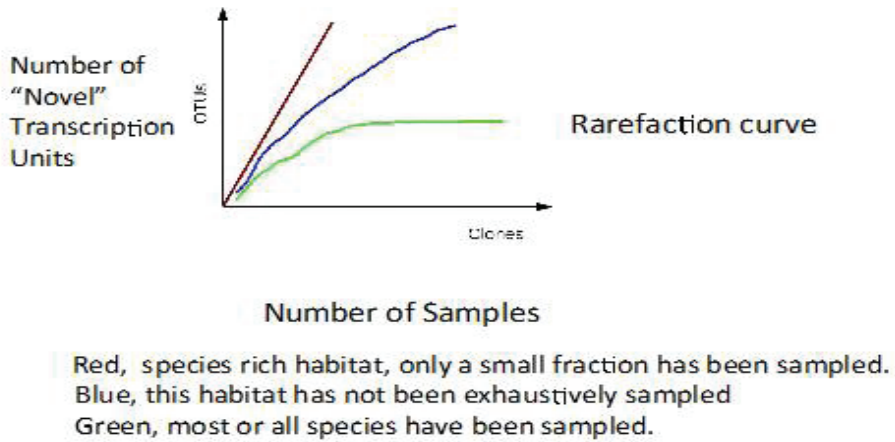 Number of
“Novel”
Transcription
Units
OTUs
Rarefaction curve
Clones
Number of Samples
Red, species rich habitat, only a small fraction has been sampled.
Blue, this habitat has not been exhaustively sampled
Green, most or all species have been sampled.